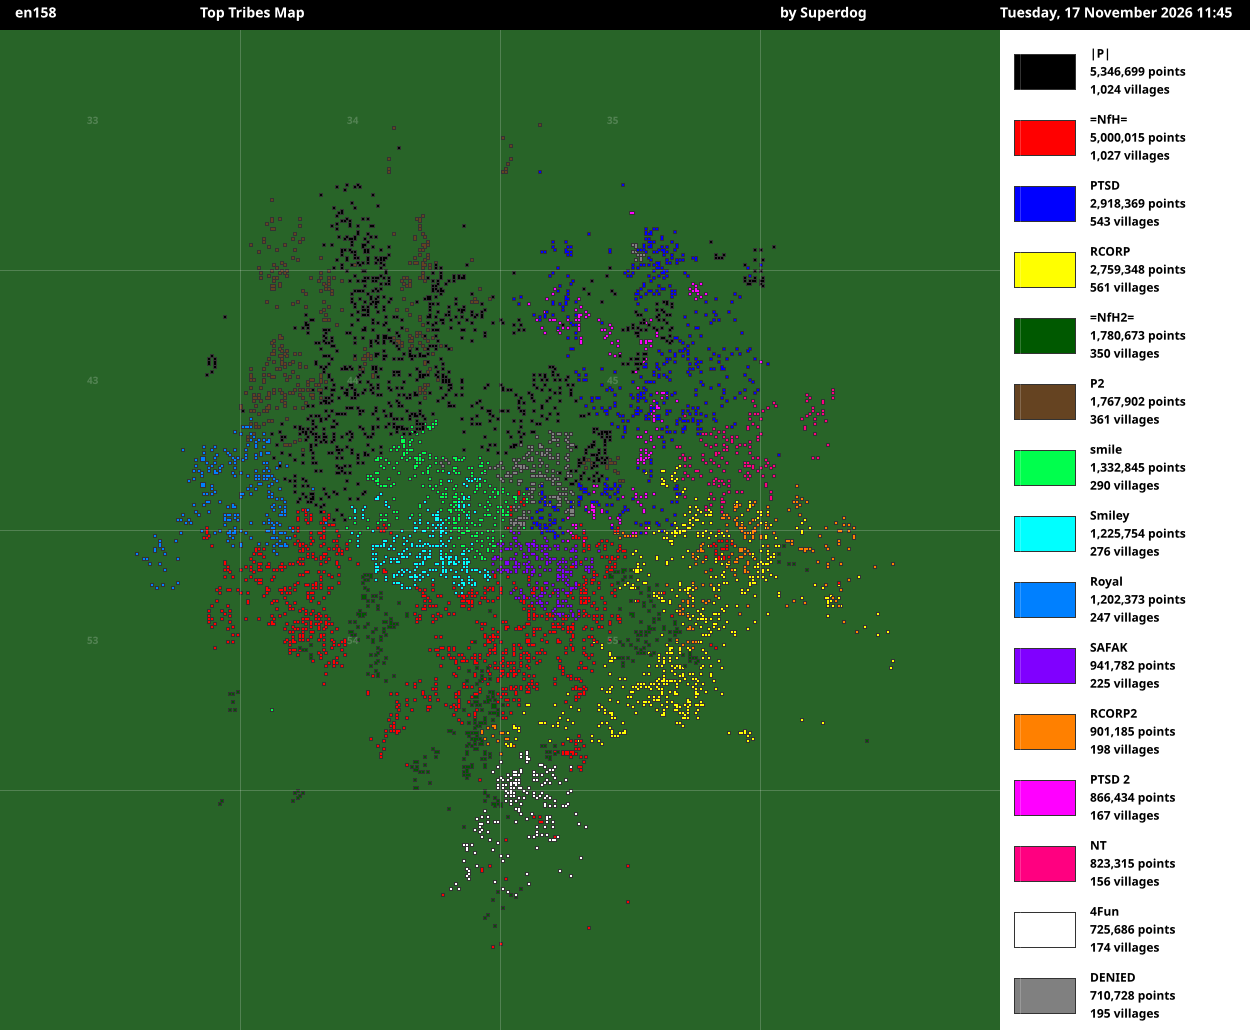 en158 Top Tribes Map by Superdog Tuesday, 17 November 2026 11:45
33 34 35
43 44 45
53 54 55
|P|
5,346,699 points
1,024 villages
=NfH=
5,000,015 points
1,027 villages
PTSD
2,918,369 points
543 villages
RCORP
2,759,348 points
561 villages
=NfH2=
1,780,673 points
350 villages
P2
1,767,902 points
361 villages
smile
1,332,845 points
290 villages
Smiley
1,225,754 points
276 villages
Royal
1,202,373 points
247 villages
SAFAK
941,782 points
225 villages
RCORP2
901,185 points
198 villages
PTSD 2
866,434 points
167 villages
NT
823,315 points
156 villages
4Fun
725,686 points
174 villages
DENIED
710,728 points
195 villages